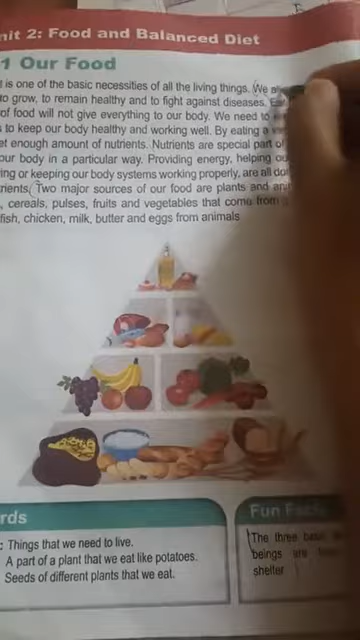 nit 2: Food and Balanced Diet
1 Our Food
t is one of the basic necessities of all the living things. We
to grow, to remain healthy and to fight against diseases.
of food will not give everything to our body. We need to
to keep our body healthy and working well. By eating a
et enough amount of nutrients. Nutrients are special part of
our body in a particular way. Providing energy, helping
ing or keeping our body systems working properly, are all
rients. Two major sources of our food are plants and
, cereals, pulses, fruits and vegetables that come from
fish, chicken, milk, butter and eggs from animals
rds
: Things that we need to live.
A part of a plant that we eat like potatoes.
Seeds of different plants that we eat.
Fun Facts
The three
beings are
shelter